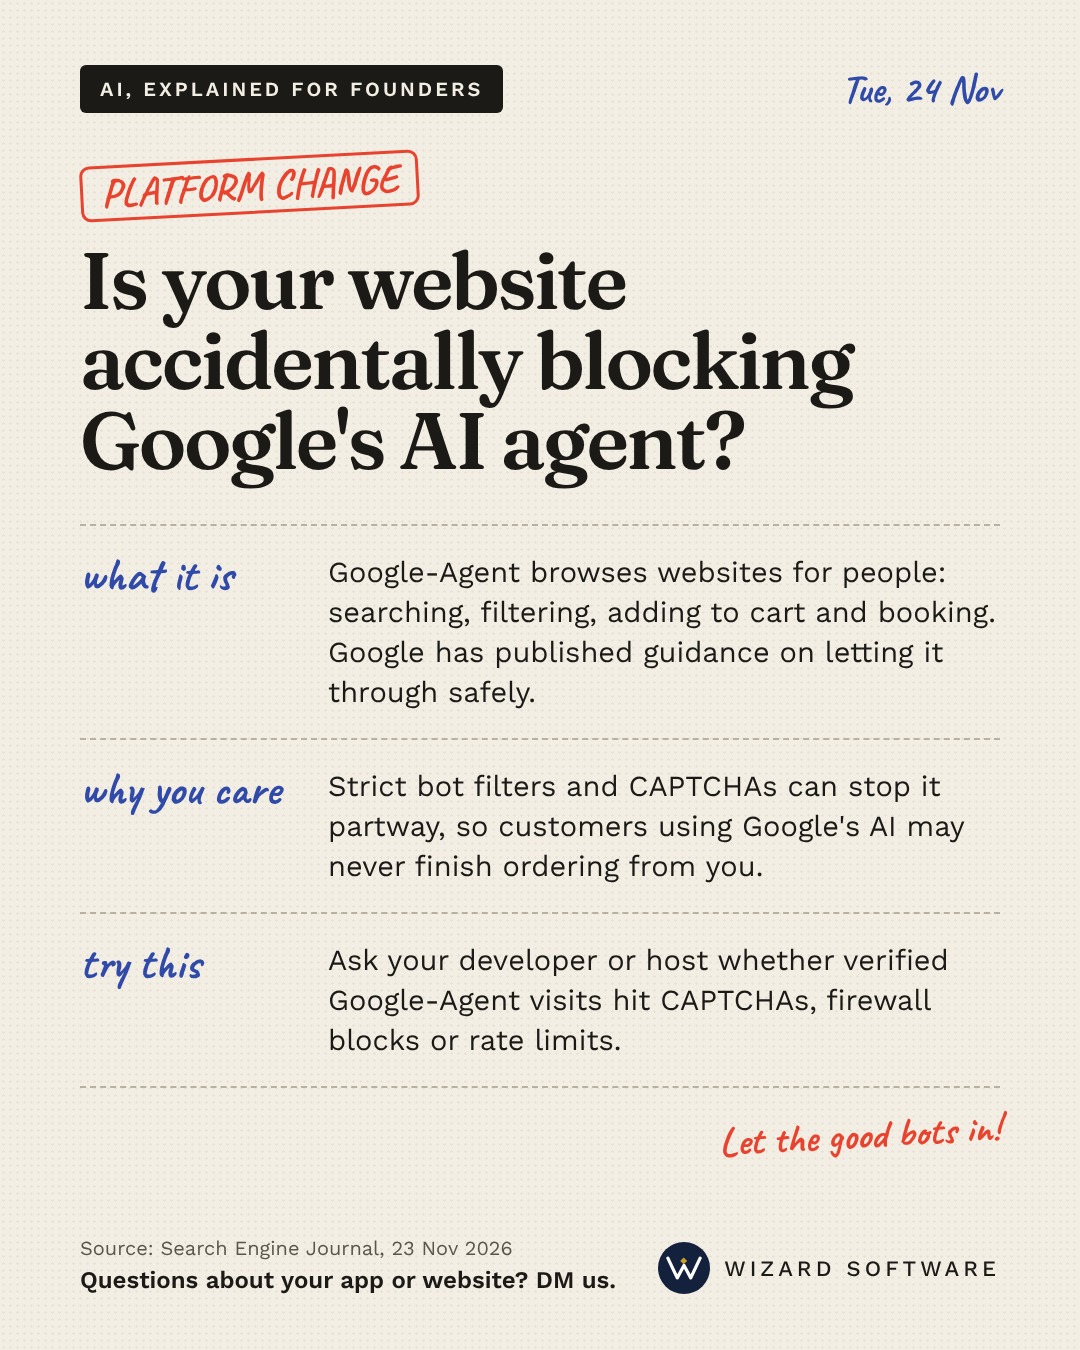 AI, EXPLAINED FOR FOUNDERS
Tue, 24 Nov
PLATFORM CHANGE
Is your website
accidentally blocking
Google's AI agent?
what it is
Google-Agent browses websites for people:
searching, filtering, adding to cart and booking.
Google has published guidance on letting it
through safely.
why you care
Strict bot filters and CAPTCHAs can stop it
partway, so customers using Google's AI may
never finish ordering from you.
try this
Ask your developer or host whether verified
Google-Agent visits hit CAPTCHAs, firewall
blocks or rate limits.
Let the good bots in!
Source: Search Engine Journal, 23 Nov 2026
Questions about your app or website? DM us.
W
WIZARD SOFTWARE